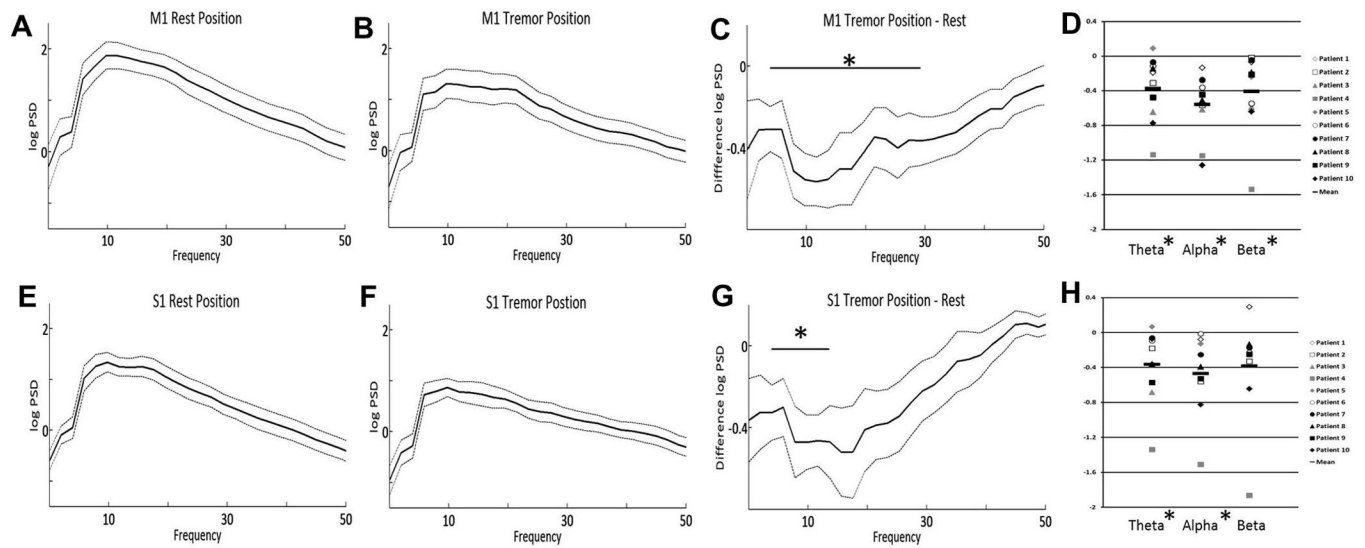 A
M1 Rest Position
2
0
log PSD
10
30
50
Frequency
B
M1 Tremor Position
2
0
log PSD
10
30
50
Frequency
C
M1 Tremor Position - Rest
0
*
-0.4
Difference log PSD
10
30
50
Frequency
D
0.4
0
-0.4
-0.8
-1.2
-1.6
-2
Theta* Alpha* Beta*
Patient 1
Patient 2
Patient 3
Patient 4
Patient 5
Patient 6
Patient 7
Patient 8
Patient 9
Patient 10
Mean
E
S1 Rest Position
2
0
log PSD
10
30
50
Frequency
F
S1 Tremor Postion
2
0
log PSD
10
30
50
Frequency
G
S1 Tremor Position - Rest
0
*
-0.4
Difference log PSD
10
30
50
Frequency
H
0.4
0
-0.4
-0.8
-1.2
-1.6
-2
Theta* Alpha* Beta
Patient 1
Patient 2
Patient 3
Patient 4
Patient 5
Patient 6
Patient 7
Patient 8
Patient 9
Patient 10
Mean